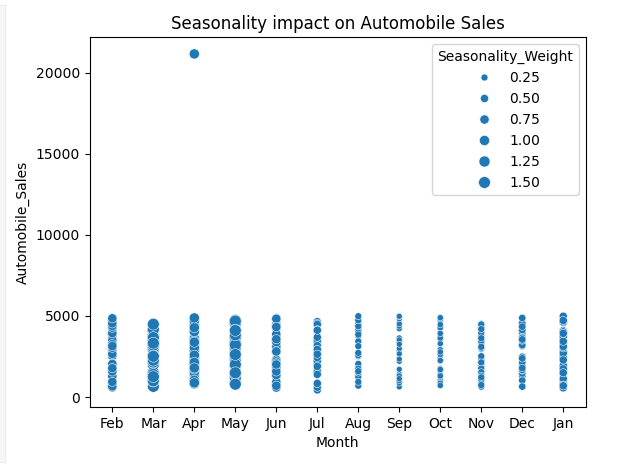 Seasonality impact on Automobile Sales
Seasonality_Weight
0.25
0.50
0.75
1.00
1.25
1.50
20000
15000
10000
5000
0
Automobile_Sales
Feb Mar Apr May Jun Jul Aug Sep Oct Nov Dec Jan
Month